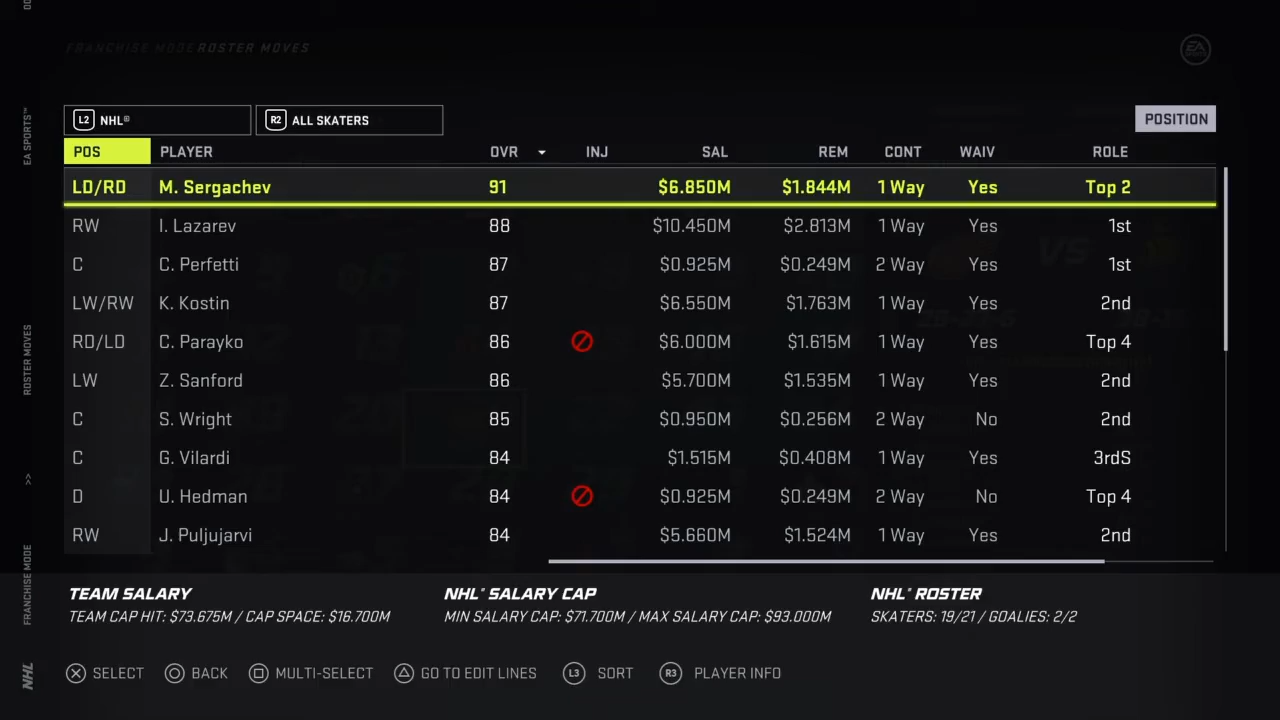 FRANCHISE MODE ROSTER MOVES
EA
L2 NHL® R2 ALL SKATERS
POSITION
POS PLAYER OVR INJ SAL REM CONT WAIV ROLE
LD/RD M. Sergachev 91 $6.850M $1.844M 1 Way Yes Top 2
RW I. Lazarev 88 $10.450M $2.813M 1 Way Yes 1st
C C. Perfetti 87 $0.925M $0.249M 2 Way Yes 1st
LW/RW K. Kostin 87 $6.550M $1.763M 1 Way Yes 2nd
RD/LD C. Parayko 86 $6.000M $1.615M 1 Way Yes Top 4
LW Z. Sanford 86 $5.700M $1.535M 1 Way Yes 2nd
C S. Wright 85 $0.950M $0.256M 2 Way No 2nd
C G. Vilardi 84 $1.515M $0.408M 1 Way Yes 3rdS
D U. Hedman 84 $0.925M $0.249M 2 Way No Top 4
RW J. Puljujarvi 84 $5.660M $1.524M 1 Way Yes 2nd
TEAM SALARY
TEAM CAP HIT: $73.675M / CAP SPACE: $16.700M
NHL® SALARY CAP
MIN SALARY CAP: $71.700M / MAX SALARY CAP: $93.000M
NHL® ROSTER
SKATERS: 19/21 / GOALIES: 2/2
SELECT BACK MULTI-SELECT GO TO EDIT LINES L3 SORT R3 PLAYER INFO
EA SPORTS™
ROSTER MOVES
>>
FRANCHISE MODE
NHL